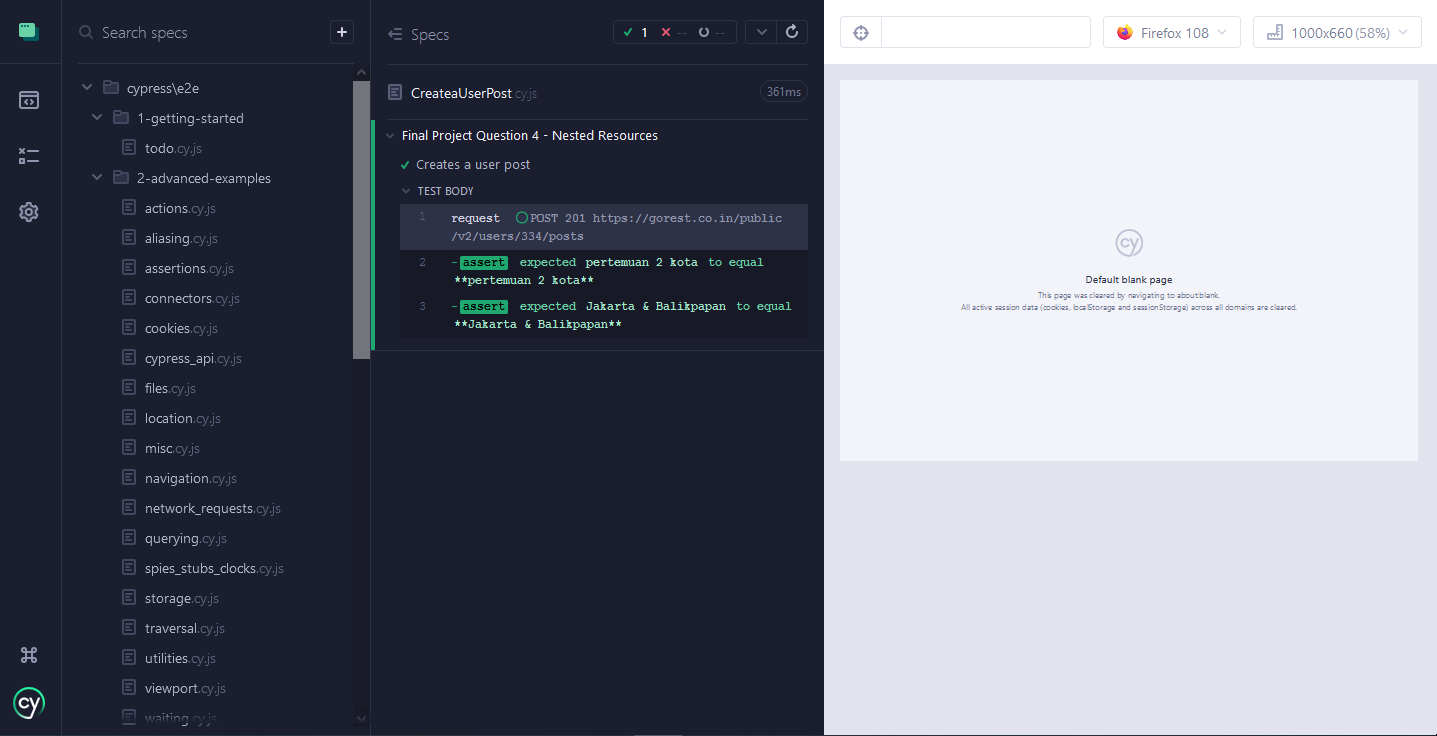 Search specs
+
cypress\e2e
1-getting-started
todo.cy.js
2-advanced-examples
actions.cy.js
aliasing.cy.js
assertions.cy.js
connectors.cy.js
cookies.cy.js
cypress_api.cy.js
files.cy.js
location.cy.js
misc.cy.js
navigation.cy.js
network_requests.cy.js
querying.cy.js
spies_stubs_clocks.cy.js
storage.cy.js
traversal.cy.js
utilities.cy.js
viewport.cy.js
waiting.cy.js
cy
Specs
1 -- --
CreateaUserPost.cy.js 361ms
Final Project Question 4 - Nested Resources
Creates a user post
TEST BODY
1 request POST 201 https://gorest.co.in/public
/v2/users/334/posts
2 -assert expected pertemuan 2 kota to equal
**pertemuan 2 kota**
3 -assert expected Jakarta & Balikpapan to equal
**Jakarta & Balikpapan**
Firefox 108
1000x660 (58%)
cy
Default blank page
This page was cleared by navigating to about:blank.
All active session data (cookies, localStorage and sessionStorage) across all domains are cleared.